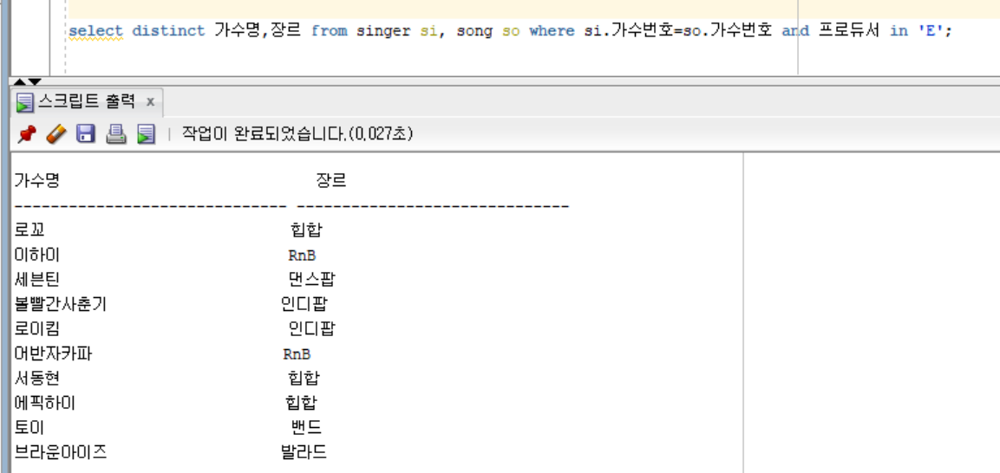 select distinct 가수명,장르 from singer si, song so where si.가수번호=so.가수번호 and 프로듀서 in 'E';
스크립트 출력 x
작업이 완료되었습니다.(0.027초)
가수명 장르
------------------------------ ------------------------------
로꼬 힙합
이하이 RnB
세븐틴 댄스팝
볼빨간사춘기 인디팝
로이킴 인디팝
어반자카파 RnB
서동현 힙합
에픽하이 힙합
토이 밴드
브라운아이즈 발라드